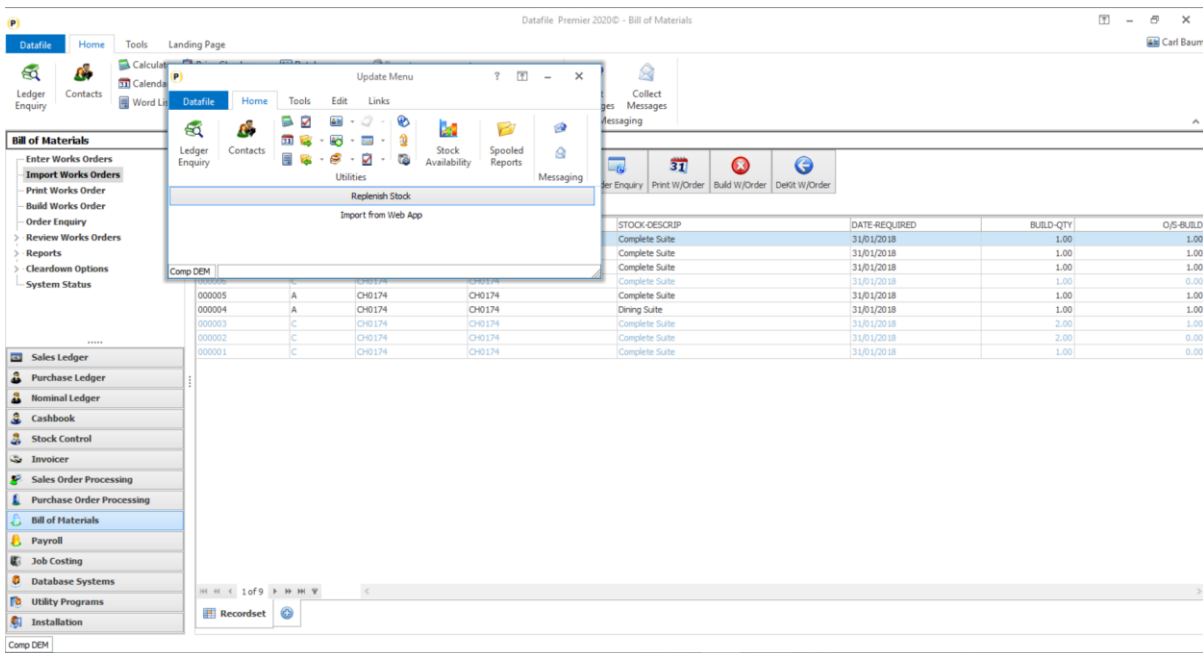 Datafile Premier 2020© - Bill of Materials
Datafile Home Tools Landing Page Carl Baum
Ledger Enquiry
Contacts
Calculat
Calenda
Word Lis
Collect Messages
ges
Messaging
Update Menu
Datafile Home Tools Edit Links
Ledger Enquiry
Contacts
Stock Availability
Spooled Reports
Utilities Messaging
Replenish Stock
Import from Web App
Comp DEM
Bill of Materials
Enter Works Orders
Import Works Orders
Print Works Order
Build Works Order
Order Enquiry
Review Works Orders
Reports
Cleardown Options
System Status
Sales Ledger
Purchase Ledger
Nominal Ledger
Cashbook
Stock Control
Invoicer
Sales Order Processing
Purchase Order Processing
Bill of Materials
Payroll
Job Costing
Database Systems
Utility Programs
Installation
der Enquiry Print W/Order Build W/Order DeKit W/Order
STOCK-DESCRIP DATE-REQUIRED BUILD-QTY O/S-BUILD
Complete Suite 31/01/2018 1.00 1.00
Complete Suite 31/01/2018 1.00 1.00
Complete Suite 31/01/2018 1.00 1.00
000006 C CH0174 CH0174 Complete Suite 31/01/2018 1.00 0.00
000005 A CH0174 CH0174 Complete Suite 31/01/2018 1.00 1.00
000004 A CH0174 CH0174 Dining Suite 31/01/2018 1.00 1.00
000003 C CH0174 CH0174 Complete Suite 31/01/2018 2.00 1.00
000002 C CH0174 CH0174 Complete Suite 31/01/2018 2.00 0.00
000001 C CH0174 CH0174 Complete Suite 31/01/2018 1.00 0.00
1 of 9
Recordset
Comp DEM